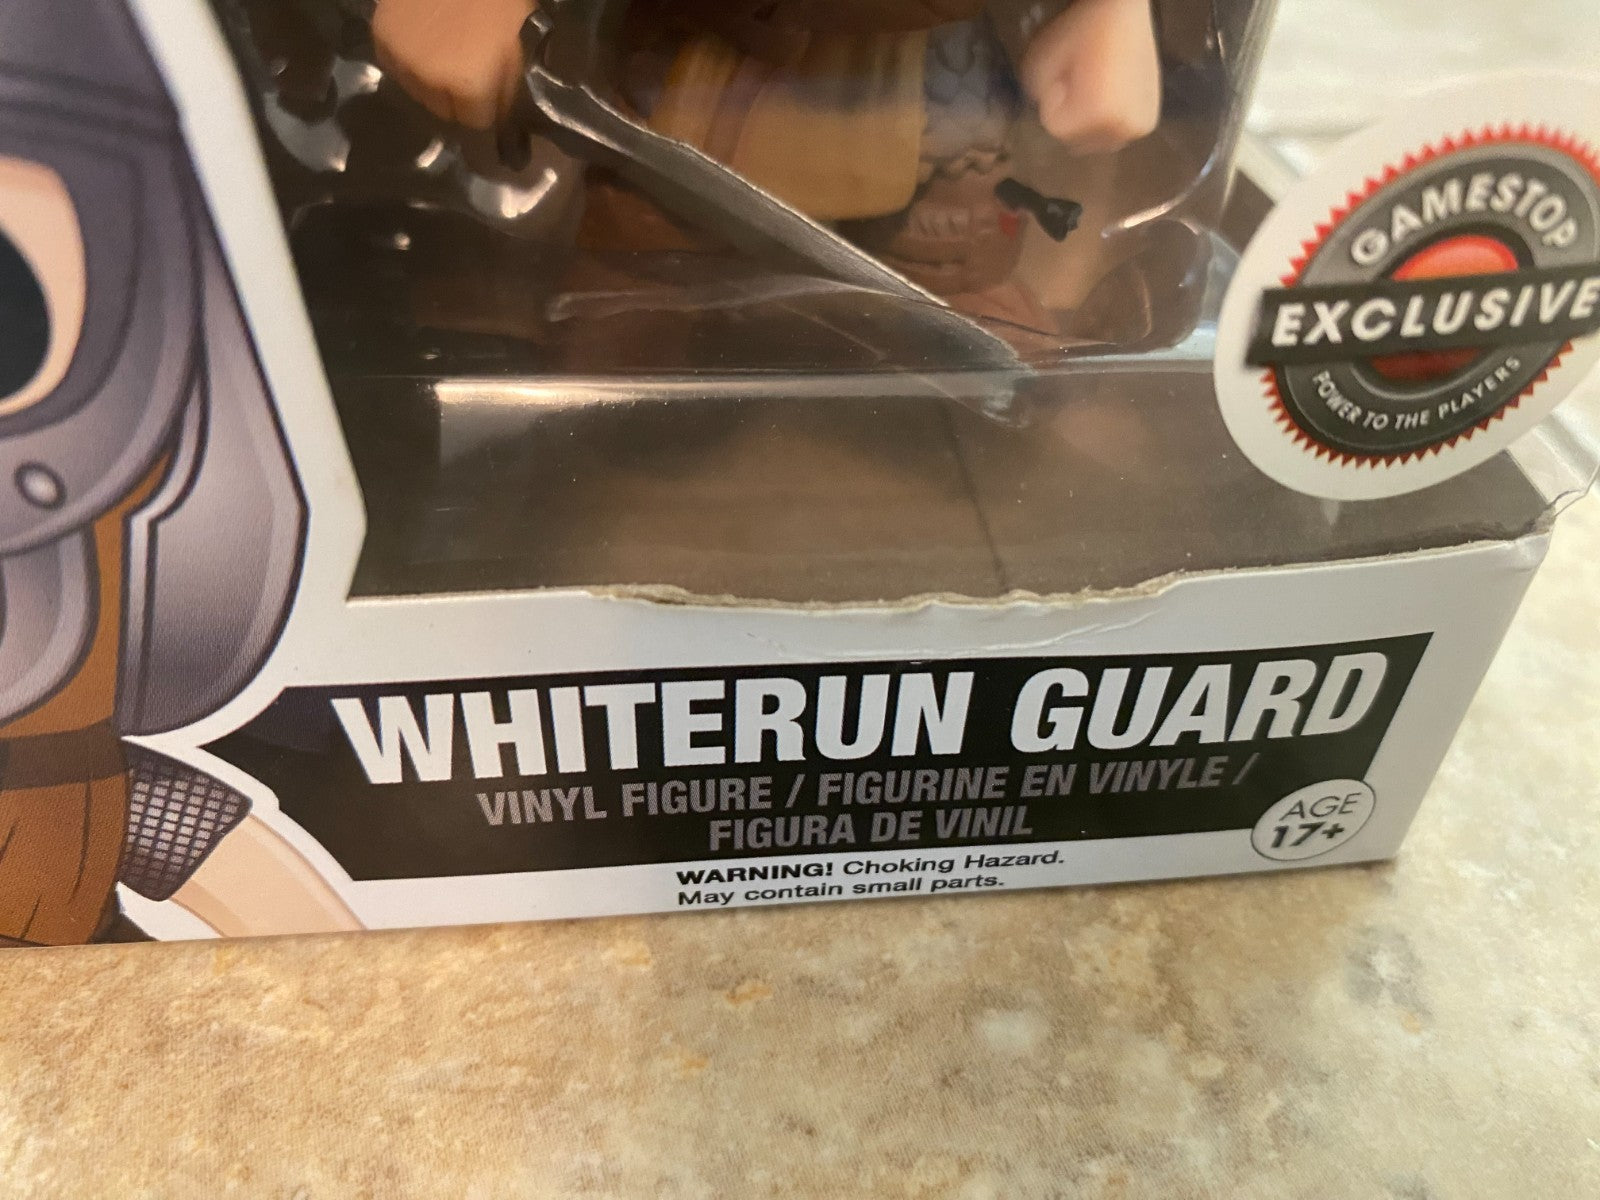 GAMESTOP
EXCLUSIVE
POWER TO THE PLAYERS
WHITERUN GUARD
VINYL FIGURE / FIGURINE EN VINYLE /
FIGURA DE VINIL
AGE
17+
WARNING! Choking Hazard.
May contain small parts.